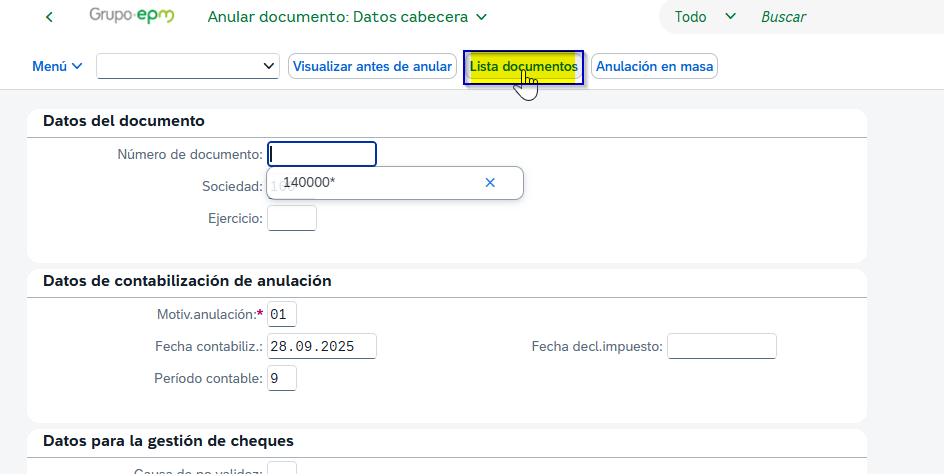 Grupo·epm Anular documento: Datos cabecera Todo Buscar
Menú Visualizar antes de anular Lista documentos Anulación en masa
Datos del documento
Número de documento:
140000*
Sociedad:
Ejercicio:
Datos de contabilización de anulación
Motiv.anulación:* 01
Fecha contabiliz.: 28.09.2025 Fecha decl.impuesto:
Período contable: 9
Datos para la gestión de cheques
Causa de no validez: